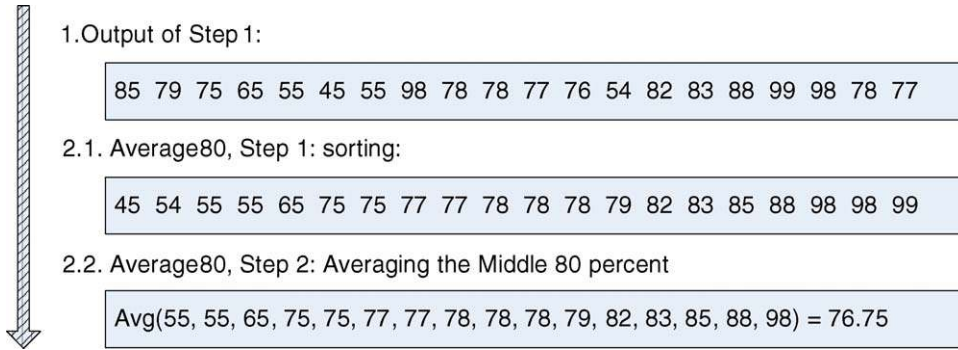 1.Output of Step 1:
85 79 75 65 55 45 55 98 78 78 77 76 54 82 83 88 99 98 78 77
2.1. Average80, Step 1: sorting:
45 54 55 55 65 75 75 77 77 78 78 78 79 82 83 85 88 98 98 99
2.2. Average80, Step 2: Averaging the Middle 80 percent
Avg(55, 55, 65, 75, 75, 77, 77, 78, 78, 78, 79, 82, 83, 85, 88, 98) = 76.75